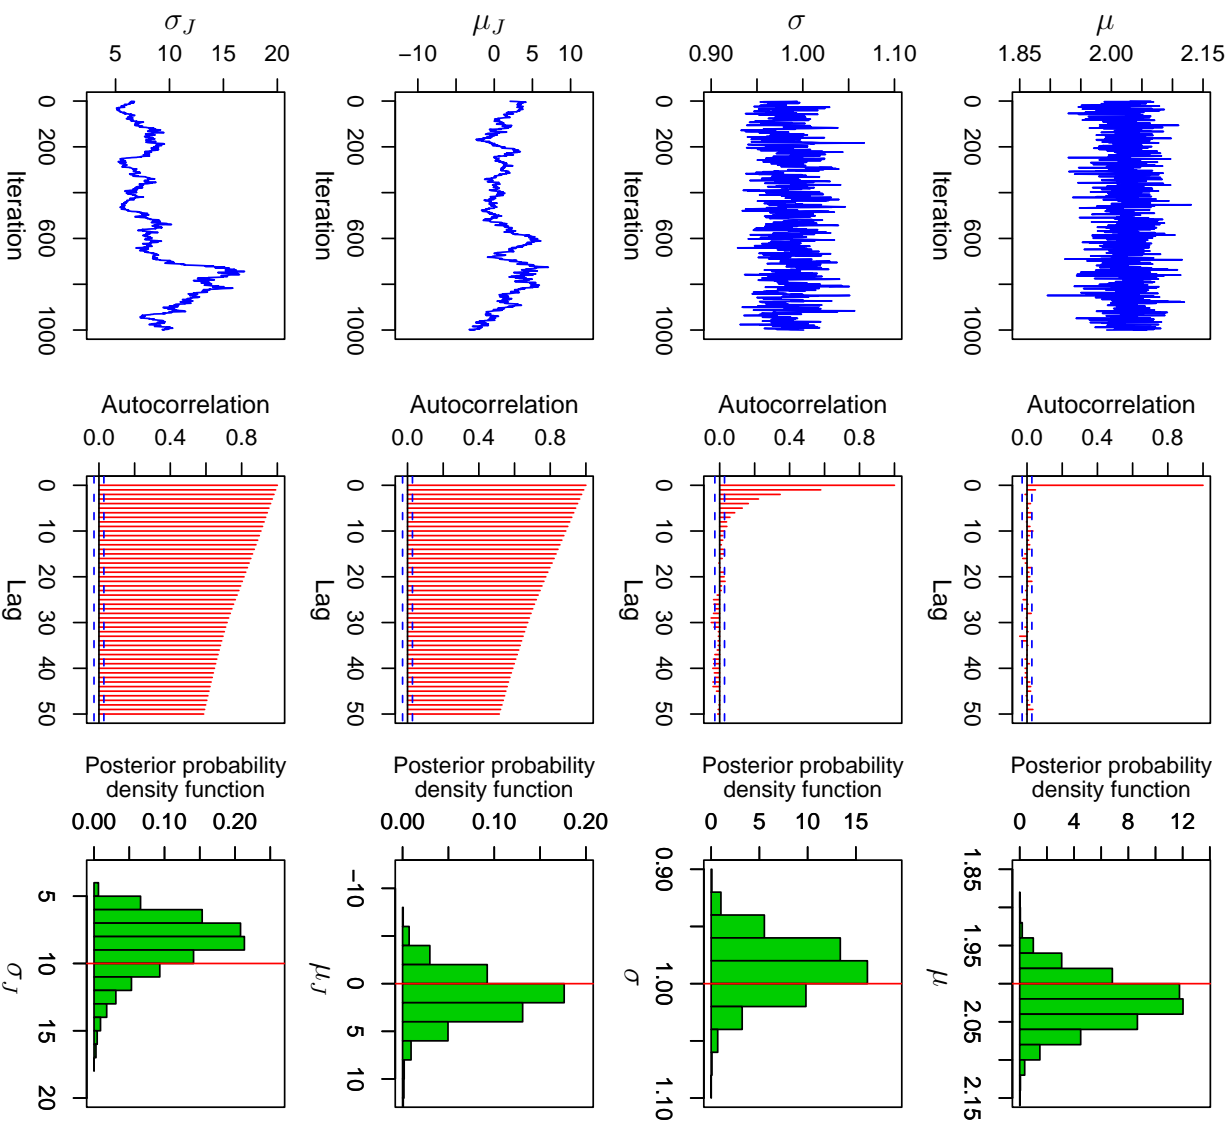 σ_J
5 10 15 20
0 200 600 1000
Iteration
μ_J
−10 0 5 10
0 200 600 1000
Iteration
σ
0.90 1.00 1.10
0 200 600 1000
Iteration
μ
1.85 2.00 2.15
0 200 600 1000
Iteration
Autocorrelation
0.0 0.4 0.8
0 10 20 30 40 50
Lag
Autocorrelation
0.0 0.4 0.8
0 10 20 30 40 50
Lag
Autocorrelation
0.0 0.4 0.8
0 10 20 30 40 50
Lag
Autocorrelation
0.0 0.4 0.8
0 10 20 30 40 50
Lag
Posterior probability
density function
0.00 0.10 0.20
5 10 15 20
σ_J
Posterior probability
density function
0.00 0.10 0.20
−10 0 5 10
μ_J
Posterior probability
density function
0 5 10 15
0.90 1.00 1.10
σ
Posterior probability
density function
0 4 8 12
1.85 1.95 2.05 2.15
μ